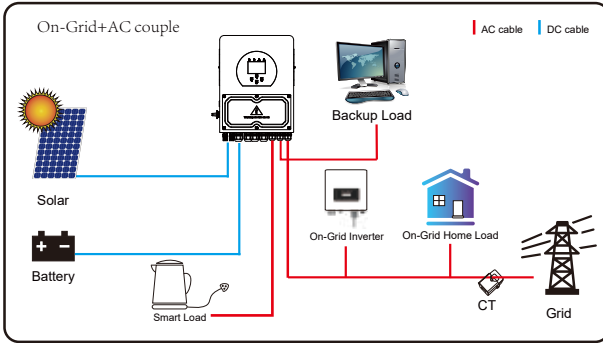 On-Grid+AC couple
AC cable
DC cable
Backup Load
Solar
On-Grid Inverter
On-Grid Home Load
Battery
Smart Load
CT
Grid